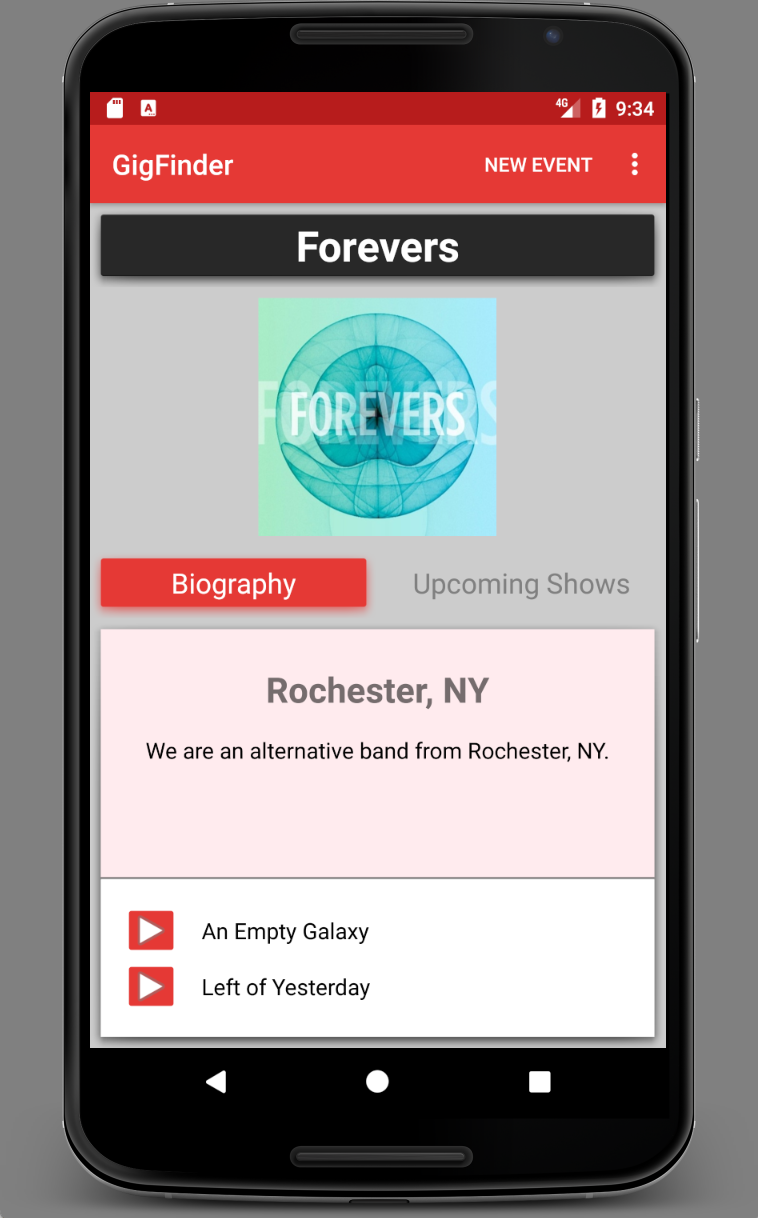 4G 9:34
GigFinder NEW EVENT
Forevers
FOREVERS
FOREVERS
Biography Upcoming Shows
Rochester, NY
We are an alternative band from Rochester, NY.
An Empty Galaxy
Left of Yesterday